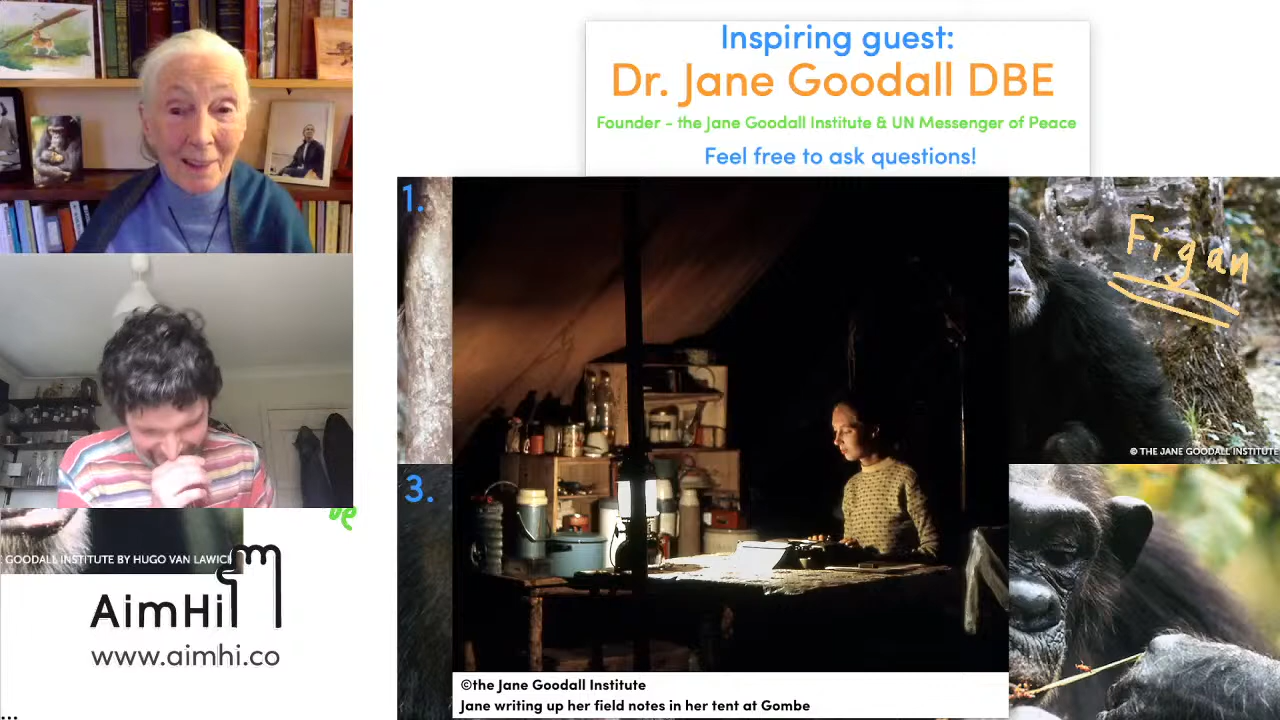 Inspiring guest:
Dr. Jane Goodall DBE
Founder - the Jane Goodall Institute & UN Messenger of Peace
Feel free to ask questions!
1.
Figan
© THE JANE GOODALL INSTITUTE
3.
GOODALL INSTITUTE BY HUGO VAN LAWICK
AimHi
www.aimhi.co
...
©the Jane Goodall Institute
Jane writing up her field notes in her tent at Gombe